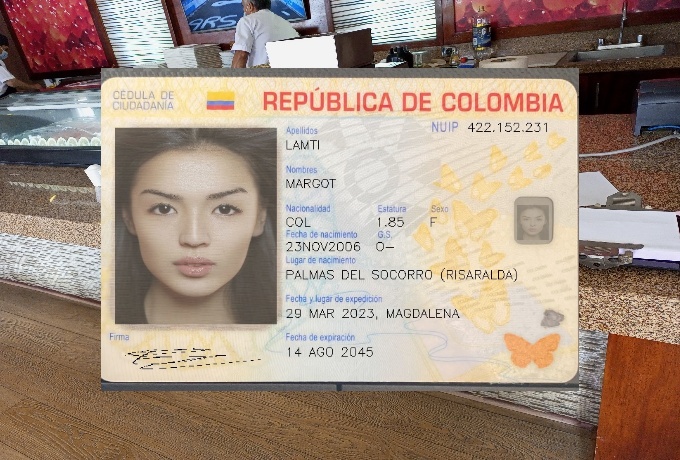 ARS
CÉDULA DE
CIUDADANÍA
REPÚBLICA DE COLOMBIA
NUIP 422.152.231
Apellidos
LAMTI
Nombres
MARGOT
Nacionalidad Estatura Sexo
COL 1.85 F
Fecha de nacimiento G.S.
23NOV2006 O-
Lugar de nacimiento
PALMAS DEL SOCORRO (RISARALDA)
Fecha y lugar de expedición
29 MAR 2023, MAGDALENA
Firma
Fecha de expiración
14 AGO 2045